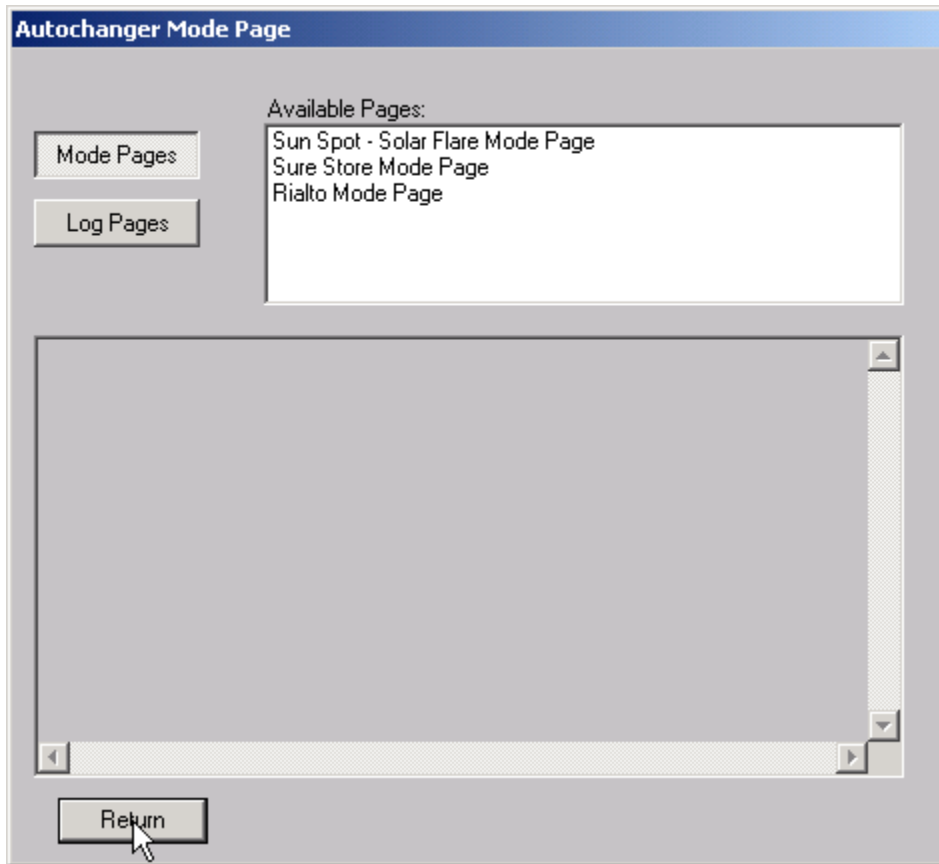 Autochanger Mode Page
Available Pages:
Mode Pages
Log Pages
Sun Spot - Solar Flare Mode Page
Sure Store Mode Page
Rialto Mode Page
Return